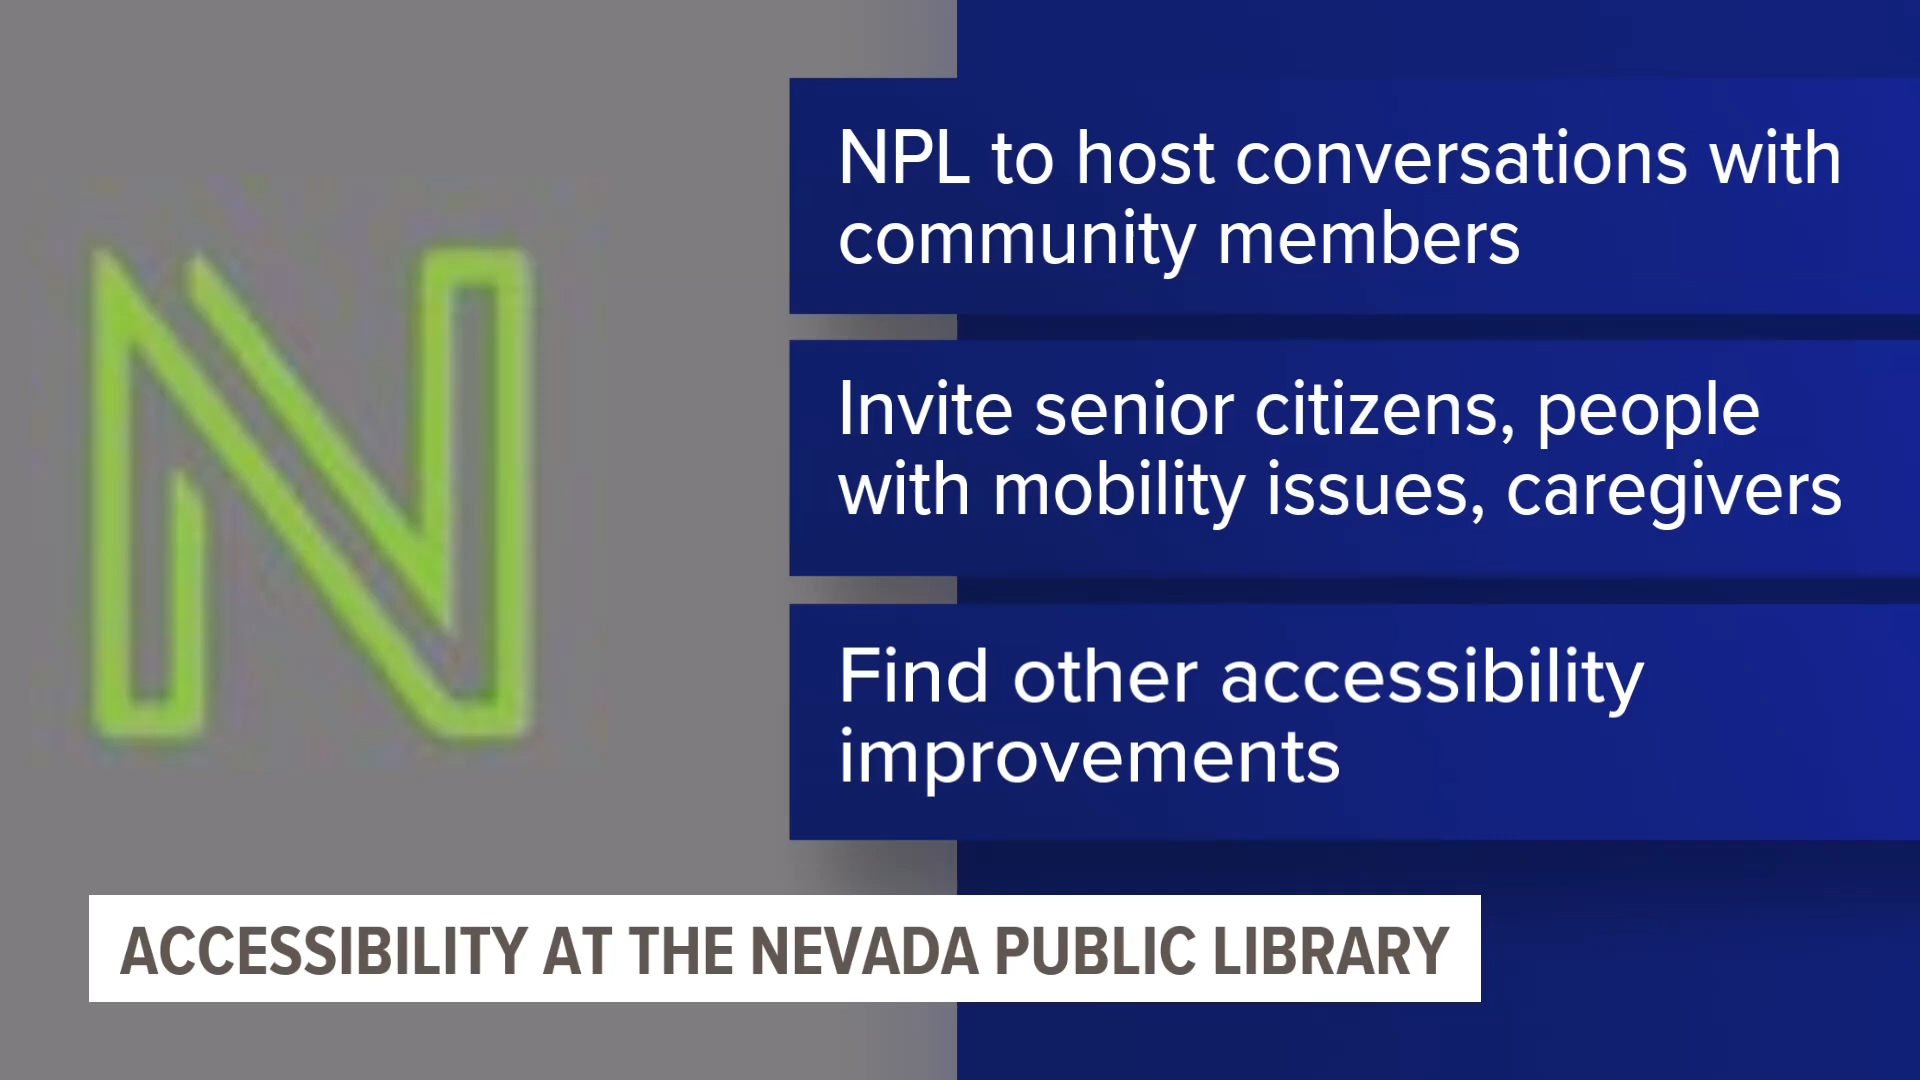 NPL to host conversations with
community members
Invite senior citizens, people
with mobility issues, caregivers
Find other accessibility
improvements
ACCESSIBILITY AT THE NEVADA PUBLIC LIBRARY
N